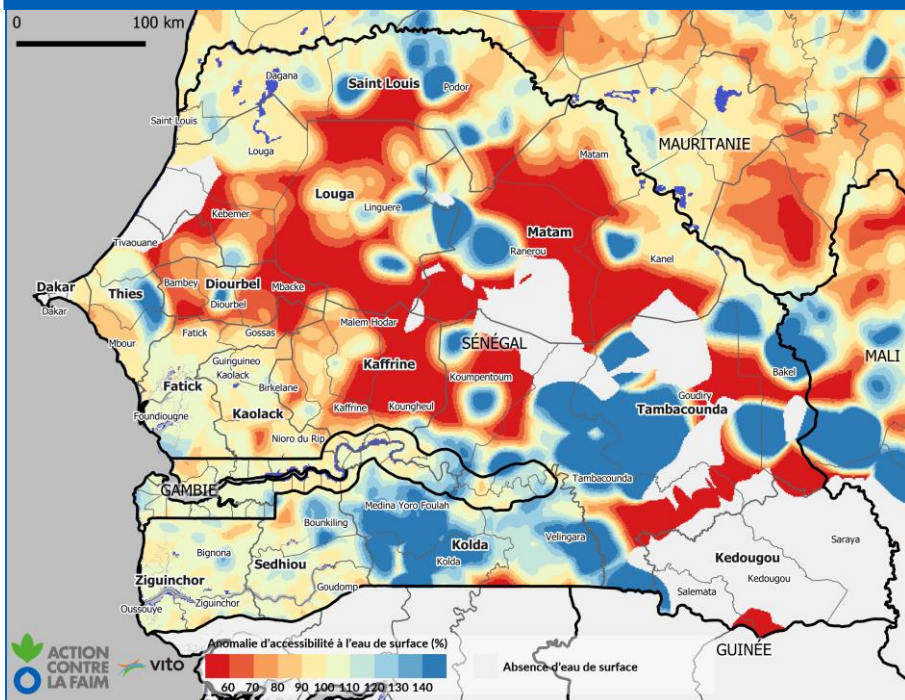 0 100 km
Dagana
Saint Louis
Podor
Saint Louis
MAURITANIE
Louga
Matam
Louga
Linguere
Kebemer
Matam
Tivaouane
Ranerou
Kanel
Dakar
Dakar
Thies
Bambey
Diourbel
Diourbel
Mbacke
Malem Hodar
Mbour
Fatick
Gossas
SÉNÉGAL
MALI
Guinguineo
Kaolack
Kaffrine
Koumpentoum
Bakel
Fatick
Birkelane
Goudiry
Foundiougne
Kaolack
Kaffrine
Koungheul
Tambacounda
Nioro du Rip
Tambacounda
GAMBIE
Medina Yoro Foulah
Bounkiling
Velingara
Kolda
Kolda
Saraya
Bignona
Sedhiou
Kedougou
Ziguinchor
Goudomp
Salemata
Kedougou
Oussouye
Ziguinchor
GUINÉE
ACTION
CONTRE
LA FAIM
vito
Anomalie d'accessibilité à l'eau de surface (%)
60 70 80 90 100 110 120 130 140
Absence d'eau de surface